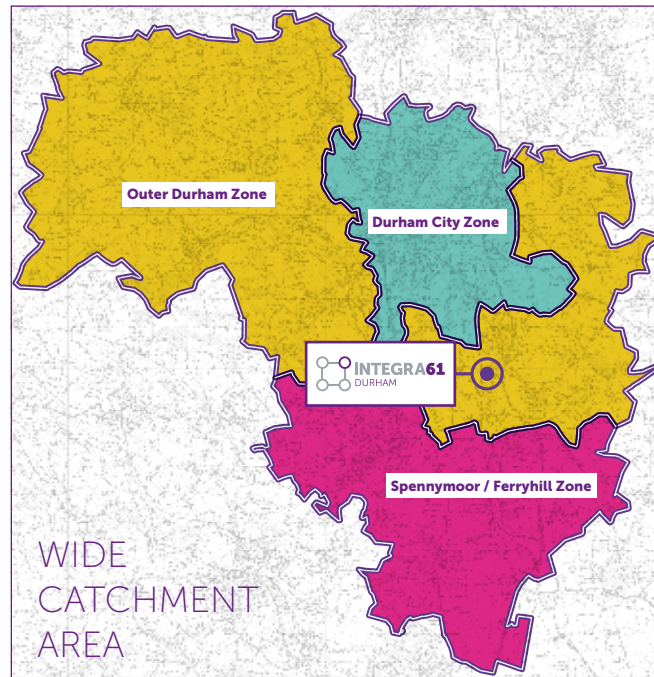 Outer Durham Zone
Durham City Zone
INTEGRA61
DURHAM
Spennymoor / Ferryhill Zone
WIDE
CATCHMENT
AREA